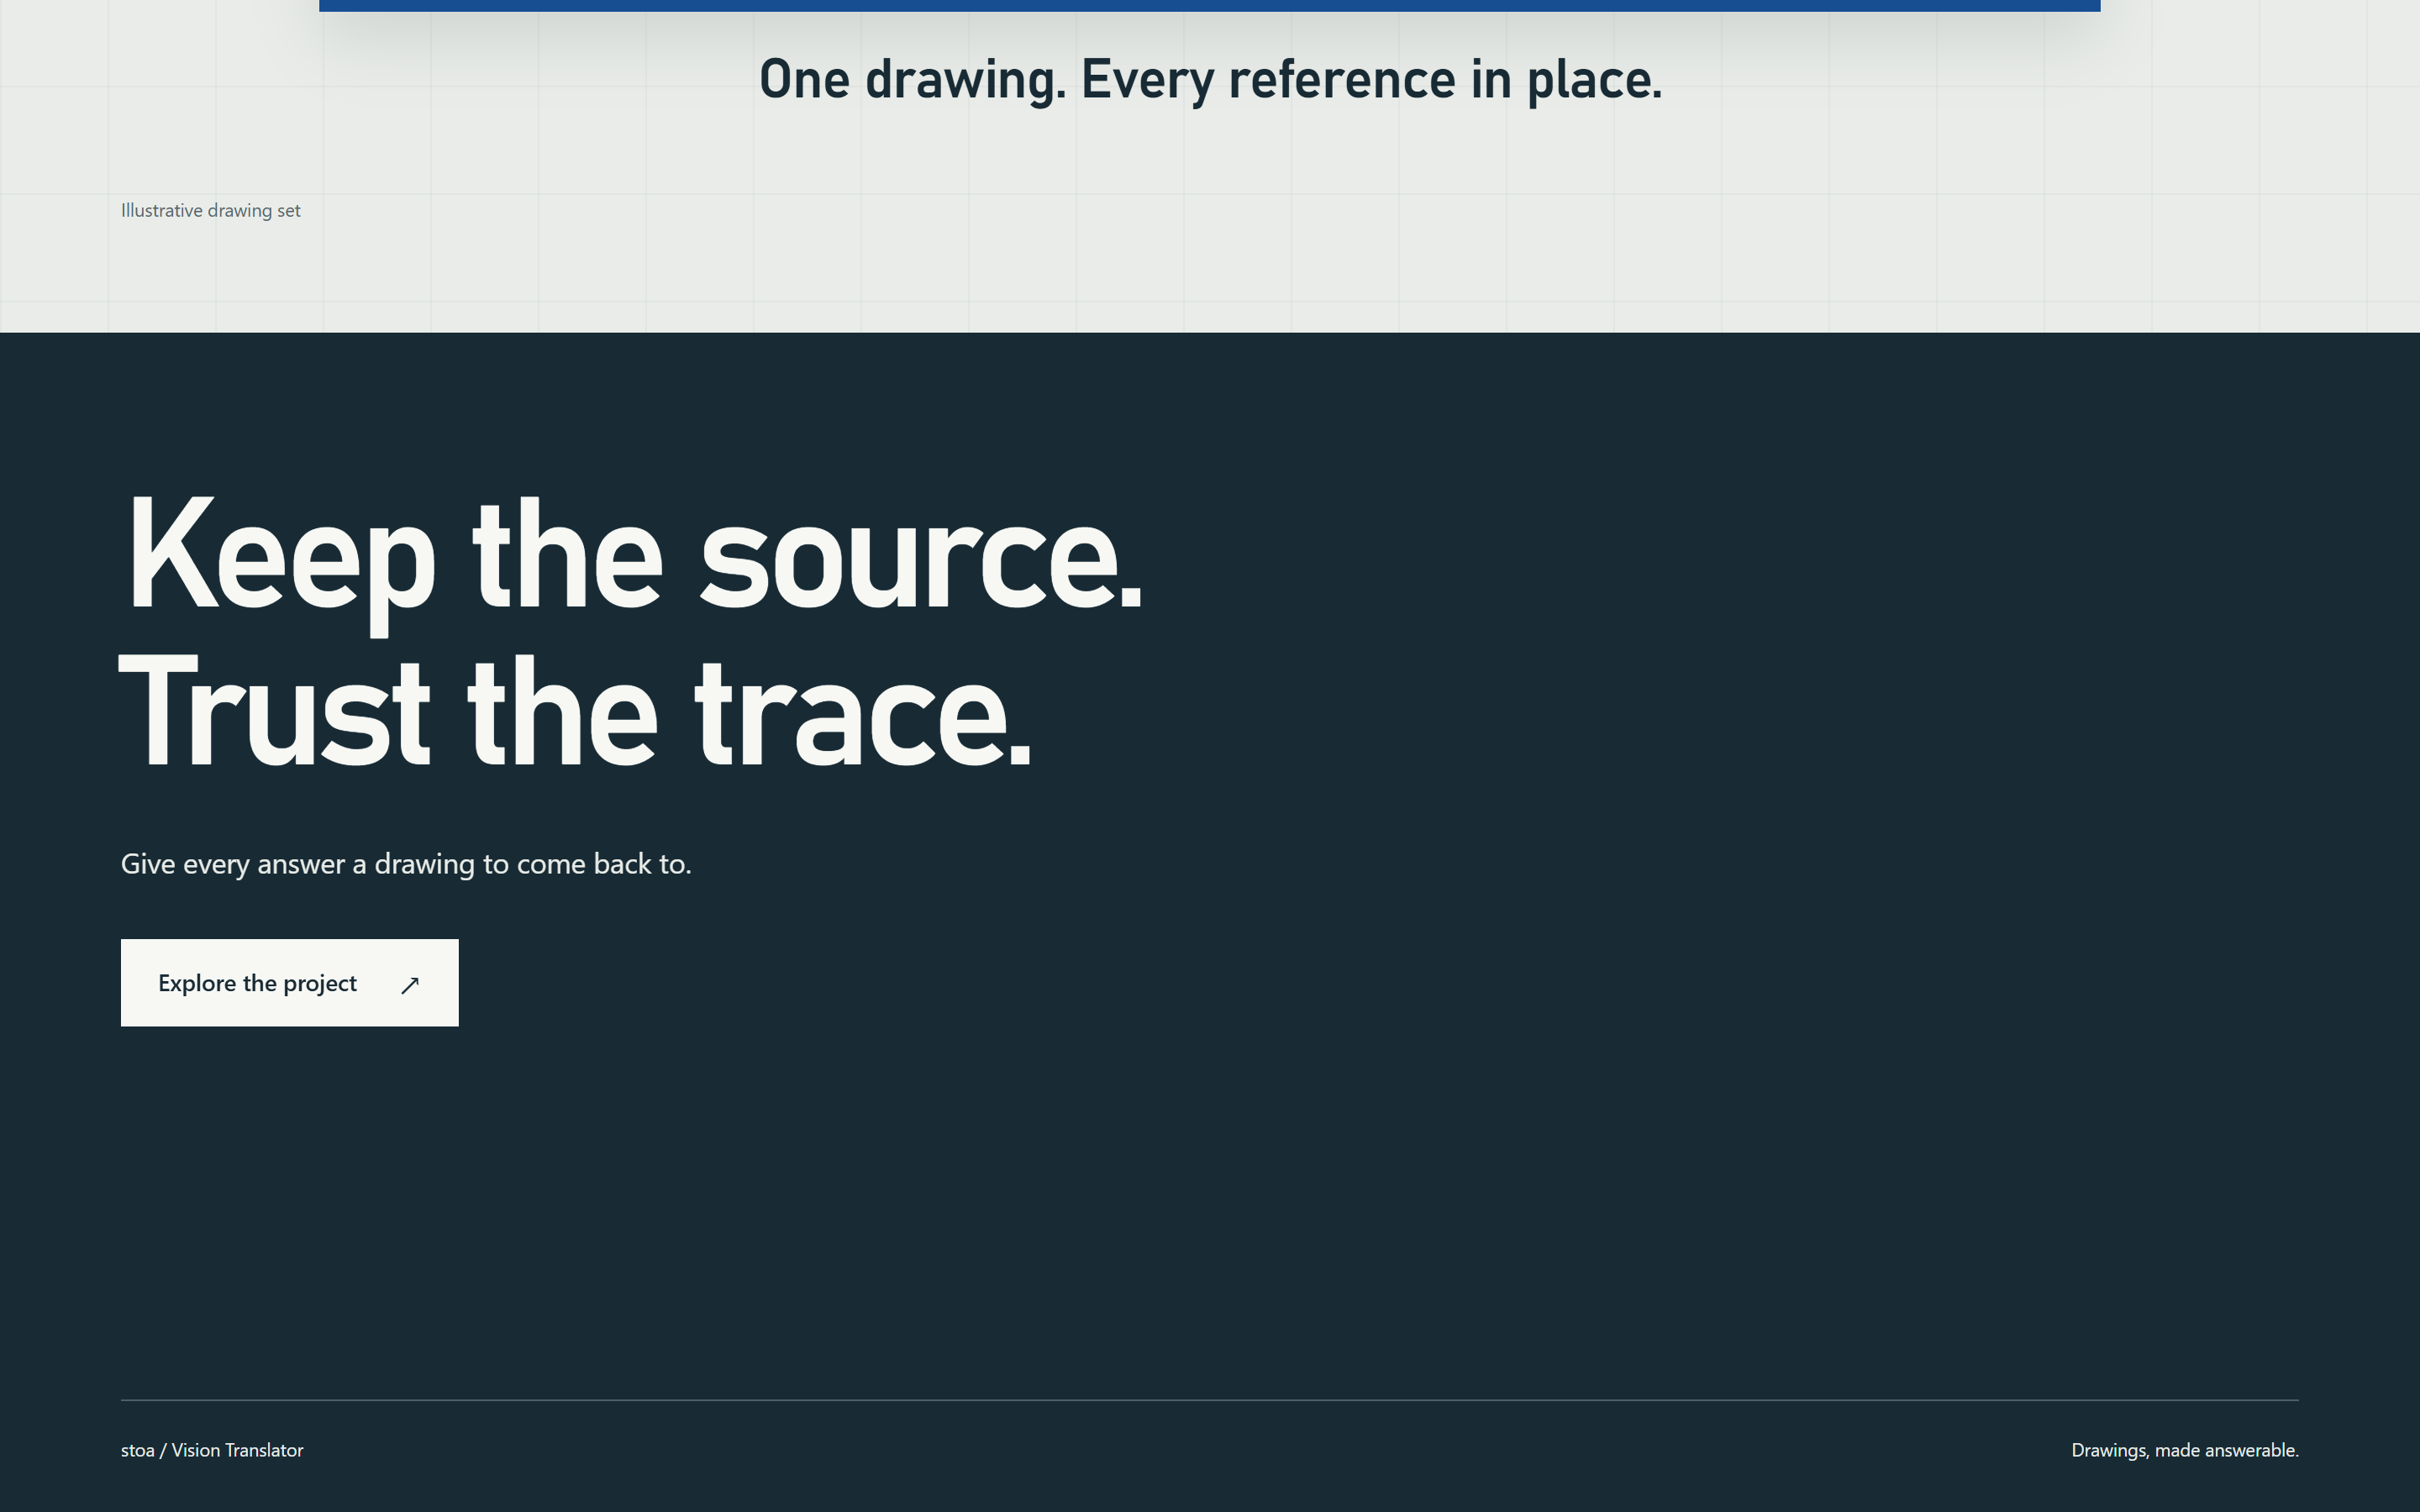 One drawing. Every reference in place.
Illustrative drawing set
Keep the source.
Trust the trace.
Give every answer a drawing to come back to.
Explore the project ↗
stoa / Vision Translator
Drawings, made answerable.